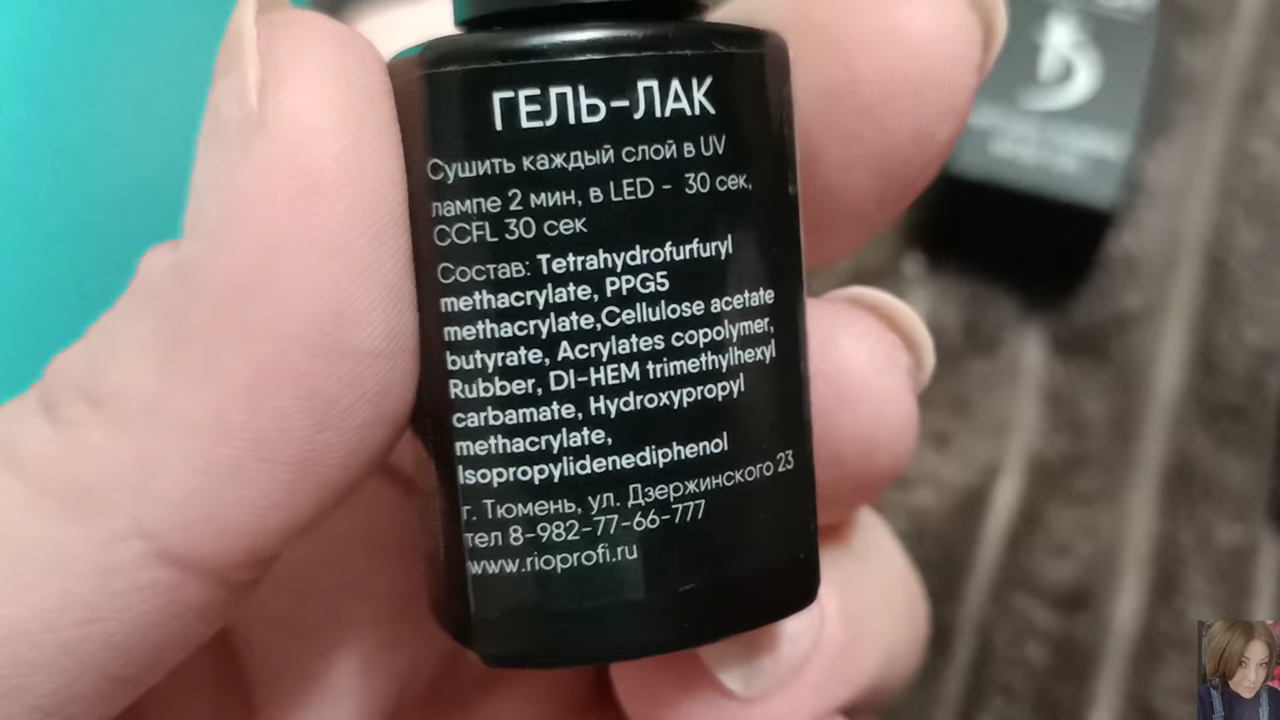 ГЕЛЬ-ЛАК
Сушить каждый слой в UV
лампе 2 мин, в LED - 30 сек,
CCFL 30 сек
Состав: Tetrahydrofurfuryl
methacrylate, PPG5
methacrylate,Cellulose acetate
butyrate, Acrylates copolymer,
Rubber, DI-HEM trimethylhexyl
carbamate, Hydroxypropyl
methacrylate,
Isopropylidenediphenol
г. Тюмень, ул. Дзержинского 23
тел 8-982-77-66-777
www.rioprofi.ru